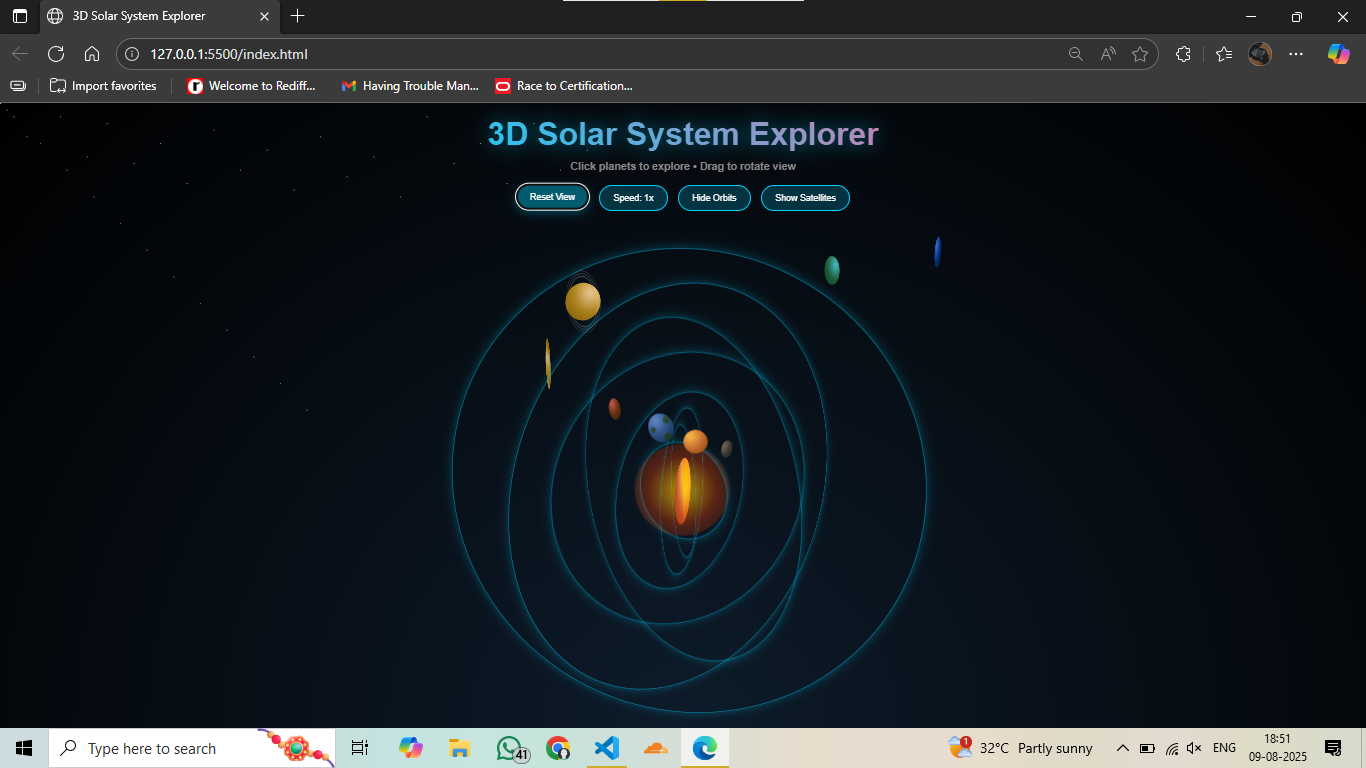 3D Solar System Explorer
127.0.0.1:5500/index.html
Import favorites
Welcome to Rediff...
Having Trouble Man...
Race to Certification...
3D Solar System Explorer
Click planets to explore • Drag to rotate view
Reset View
Speed: 1x
Hide Orbits
Show Satellites
Type here to search
41
1
32°C Partly sunny
ENG
18:51
09-08-2025